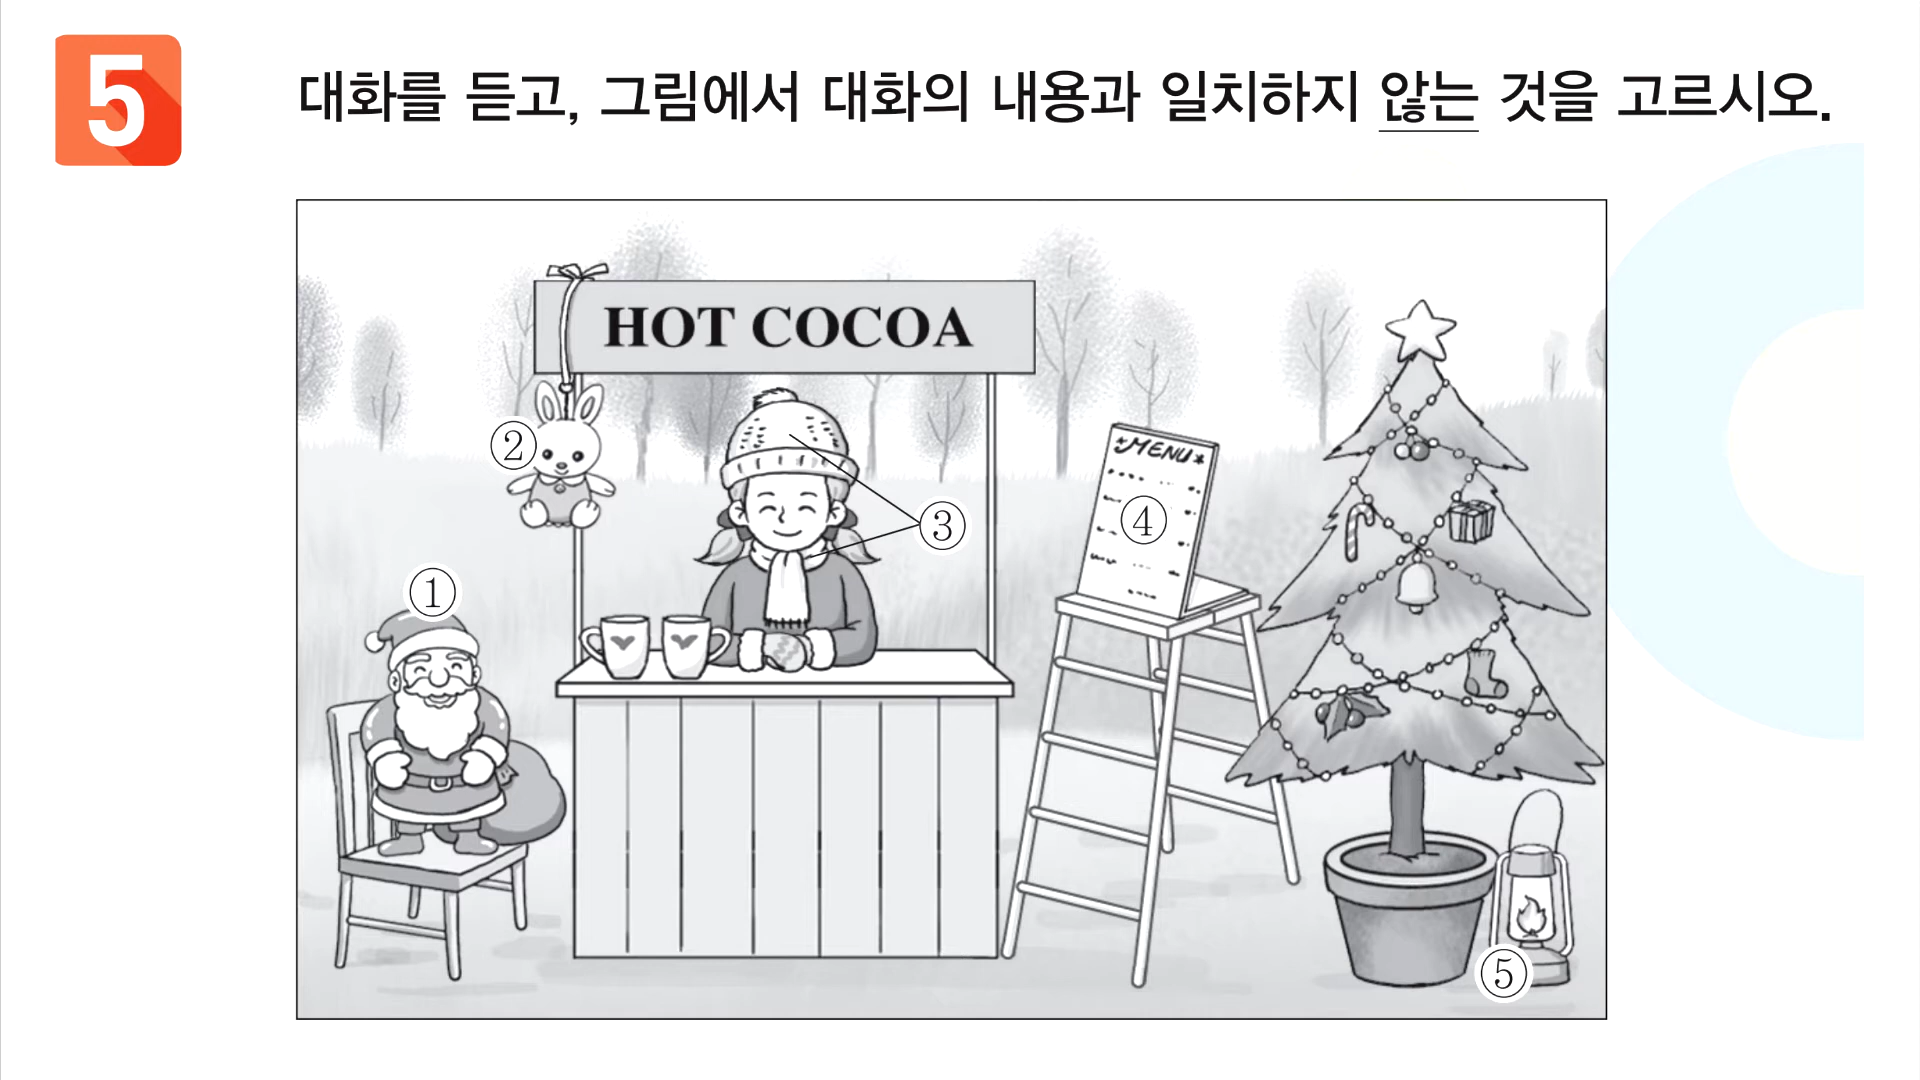 5
대화를 듣고, 그림에서 대화의 내용과 일치하지 않는 것을 고르시오.
HOT COCOA
②
MENU
③
④
①
⑤